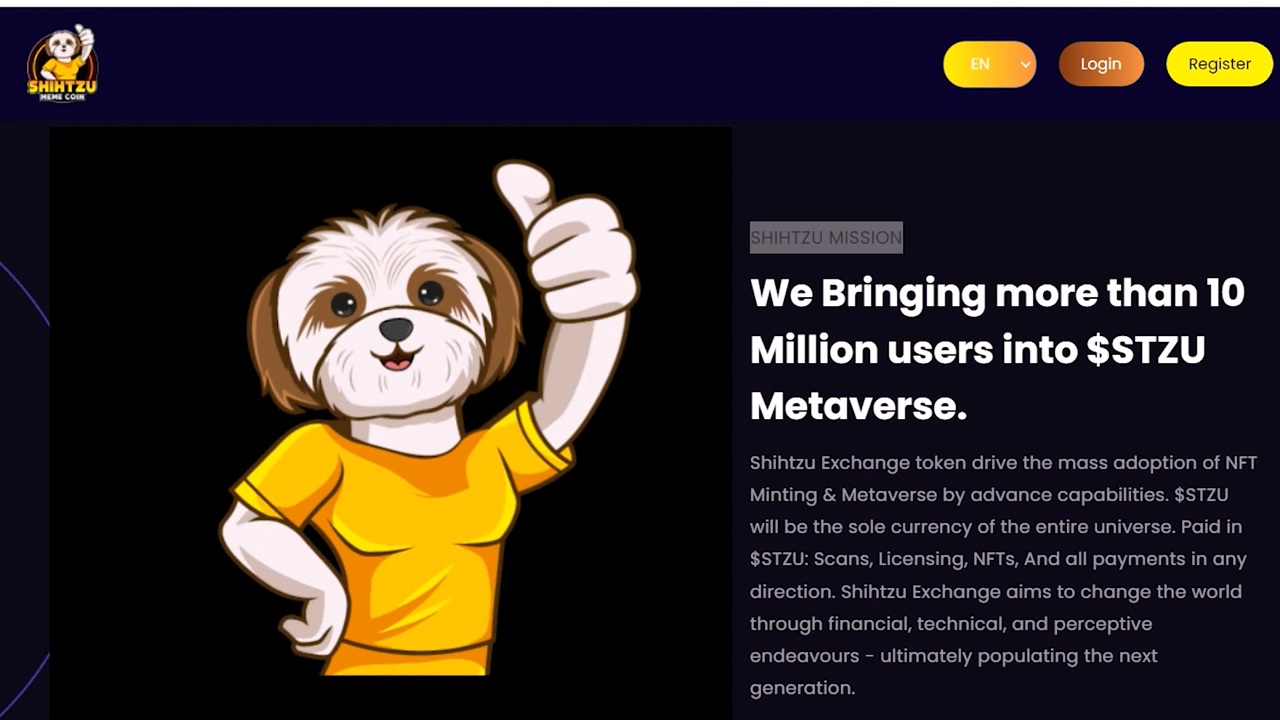 SHIHTZU
MEME COIN
EN
Login
Register
SHIHTZU MISSION
We Bringing more than 10
Million users into $STZU
Metaverse.
Shihtzu Exchange token drive the mass adoption of NFT
Minting & Metaverse by advance capabilities. $STZU
will be the sole currency of the entire universe. Paid in
$STZU: Scans, Licensing, NFTs, And all payments in any
direction. Shihtzu Exchange aims to change the world
through financial, technical, and perceptive
endeavours - ultimately populating the next
generation.